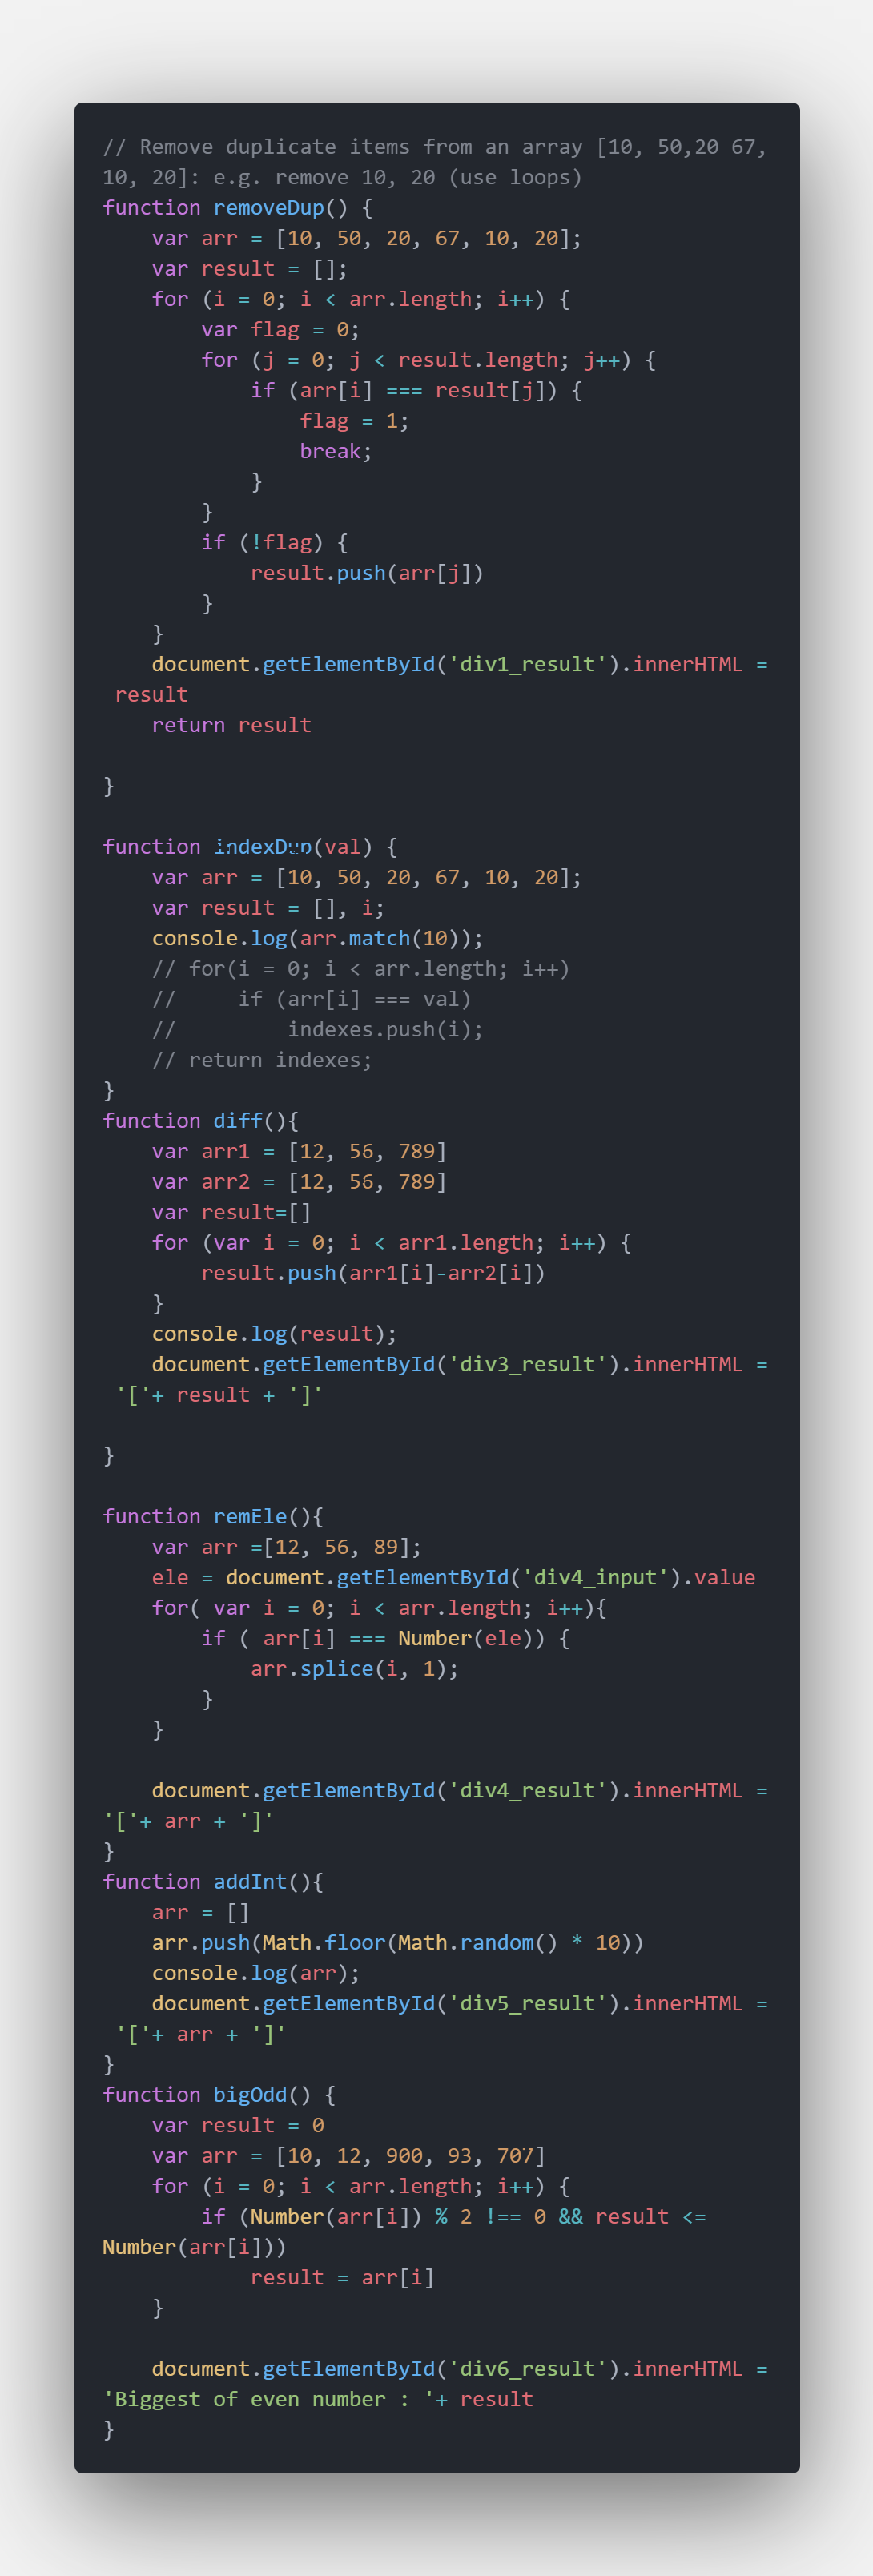 // Remove duplicate items from an array [10, 50,20 67,
10, 20]: e.g. remove 10, 20 (use loops)
function removeDup() {
    var arr = [10, 50, 20, 67, 10, 20];
    var result = [];
    for (i = 0; i < arr.length; i++) {
        var flag = 0;
        for (j = 0; j < result.length; j++) {
            if (arr[i] === result[j]) {
                flag = 1;
                break;
            }
        }
        if (!flag) {
            result.push(arr[j])
        }
    }
    document.getElementById('div1_result').innerHTML =
 result
    return result

}

function indexDup(val) {
    var arr = [10, 50, 20, 67, 10, 20];
    var result = [], i;
    console.log(arr.match(10));
    // for(i = 0; i < arr.length; i++)
    //     if (arr[i] === val)
    //         indexes.push(i);
    // return indexes;
}
function diff(){
    var arr1 = [12, 56, 789]
    var arr2 = [12, 56, 789]
    var result=[]
    for (var i = 0; i < arr1.length; i++) {
        result.push(arr1[i]-arr2[i])
    }
    console.log(result);
    document.getElementById('div3_result').innerHTML =
 '['+ result + ']'

}

function remEle(){
    var arr =[12, 56, 89];
    ele = document.getElementById('div4_input').value
    for( var i = 0; i < arr.length; i++){
        if ( arr[i] === Number(ele)) {
            arr.splice(i, 1);
        }
    }

    document.getElementById('div4_result').innerHTML =
'['+ arr + ']'
}
function addInt(){
    arr = []
    arr.push(Math.floor(Math.random() * 10))
    console.log(arr);
    document.getElementById('div5_result').innerHTML =
 '['+ arr + ']'
}
function bigOdd() {
    var result = 0
    var arr = [10, 12, 900, 93, 707]
    for (i = 0; i < arr.length; i++) {
        if (Number(arr[i]) % 2 !== 0 && result <=
Number(arr[i]))
            result = arr[i]
    }

    document.getElementById('div6_result').innerHTML =
'Biggest of even number : '+ result
}